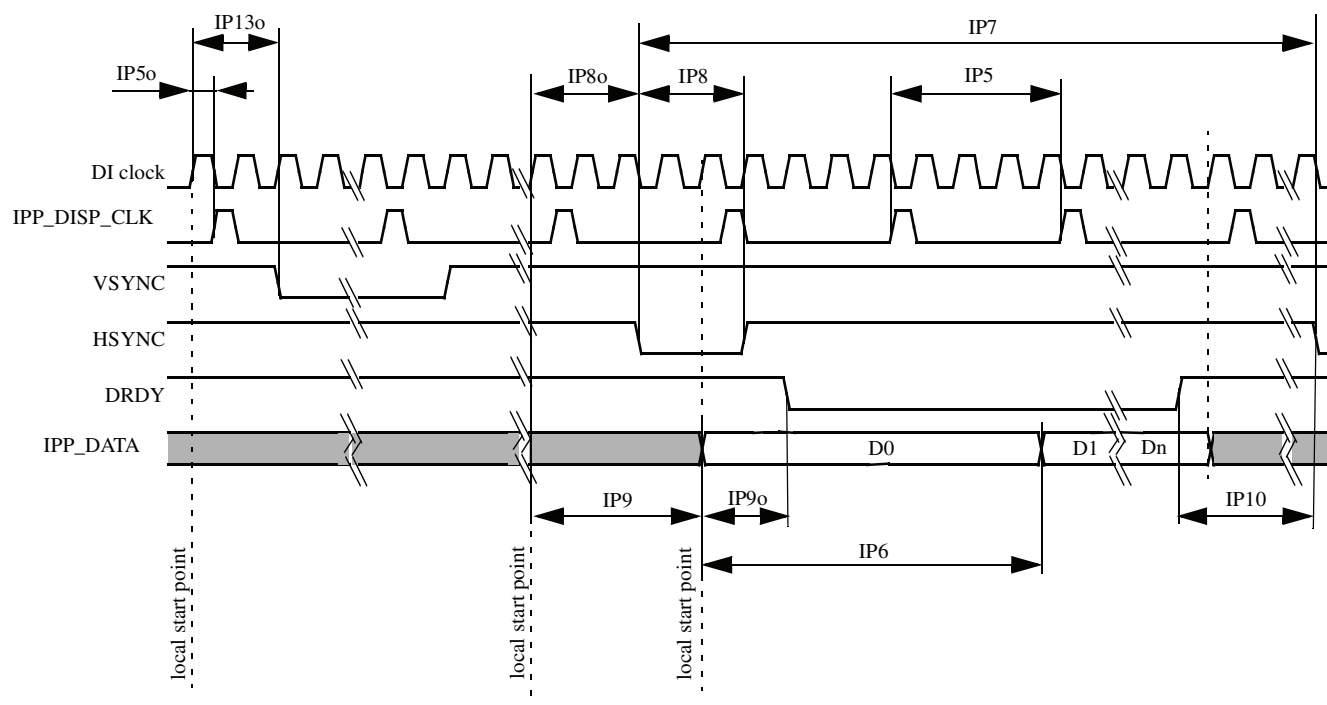 IP13o
IP7
IP5o
IP8o
IP8
IP5
DI clock
IPP_DISP_CLK
VSYNC
HSYNC
DRDY
IPP_DATA
D0
D1
Dn
IP9
IP9o
IP10
IP6
local start point
local start point
local start point